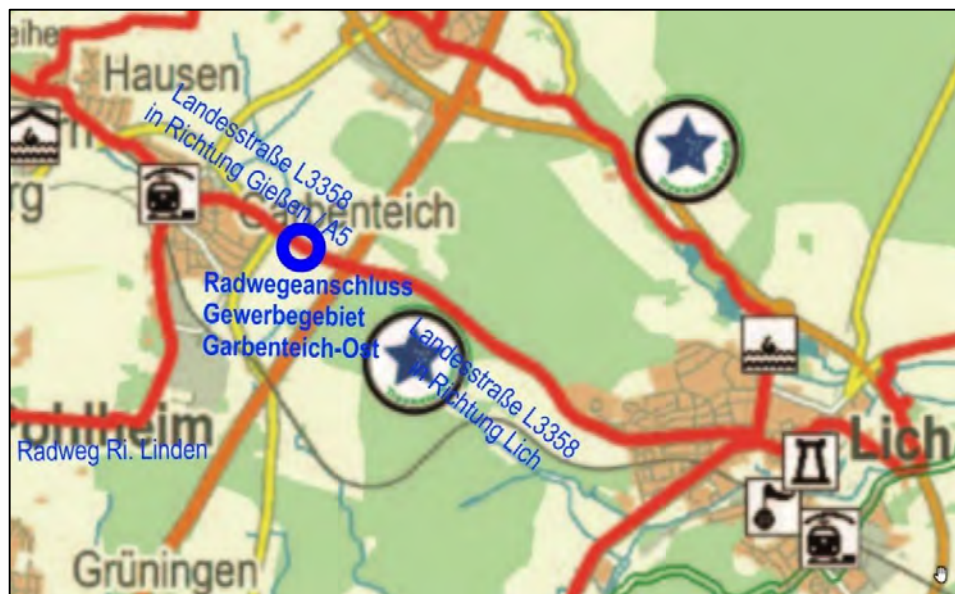 Hausen
Landesstraße L3358
in Richtung Gießen / A5
Garbenteich
Radwegeanschluss
Gewerbegebiet
Garbenteich-Ost
Landesstraße L3358
in Richtung Lich
Radweg Ri. Linden
Lich
Grüningen